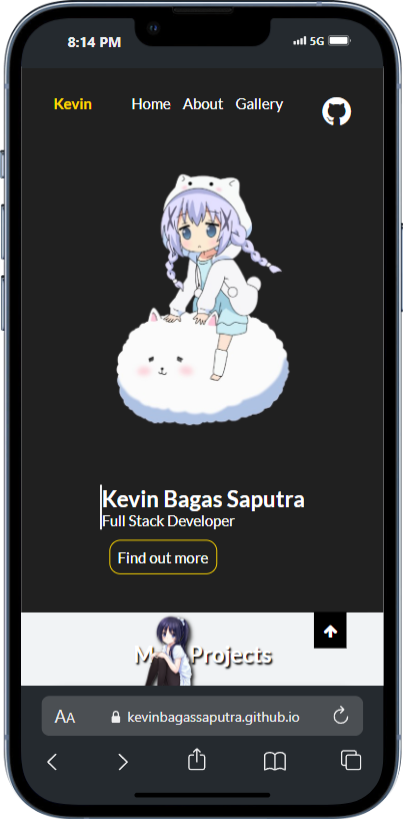 8:14 PM 5G
Kevin Home About Gallery
Kevin Bagas Saputra
Full Stack Developer
Find out more
Projects
AA kevinbagassaputra.github.io